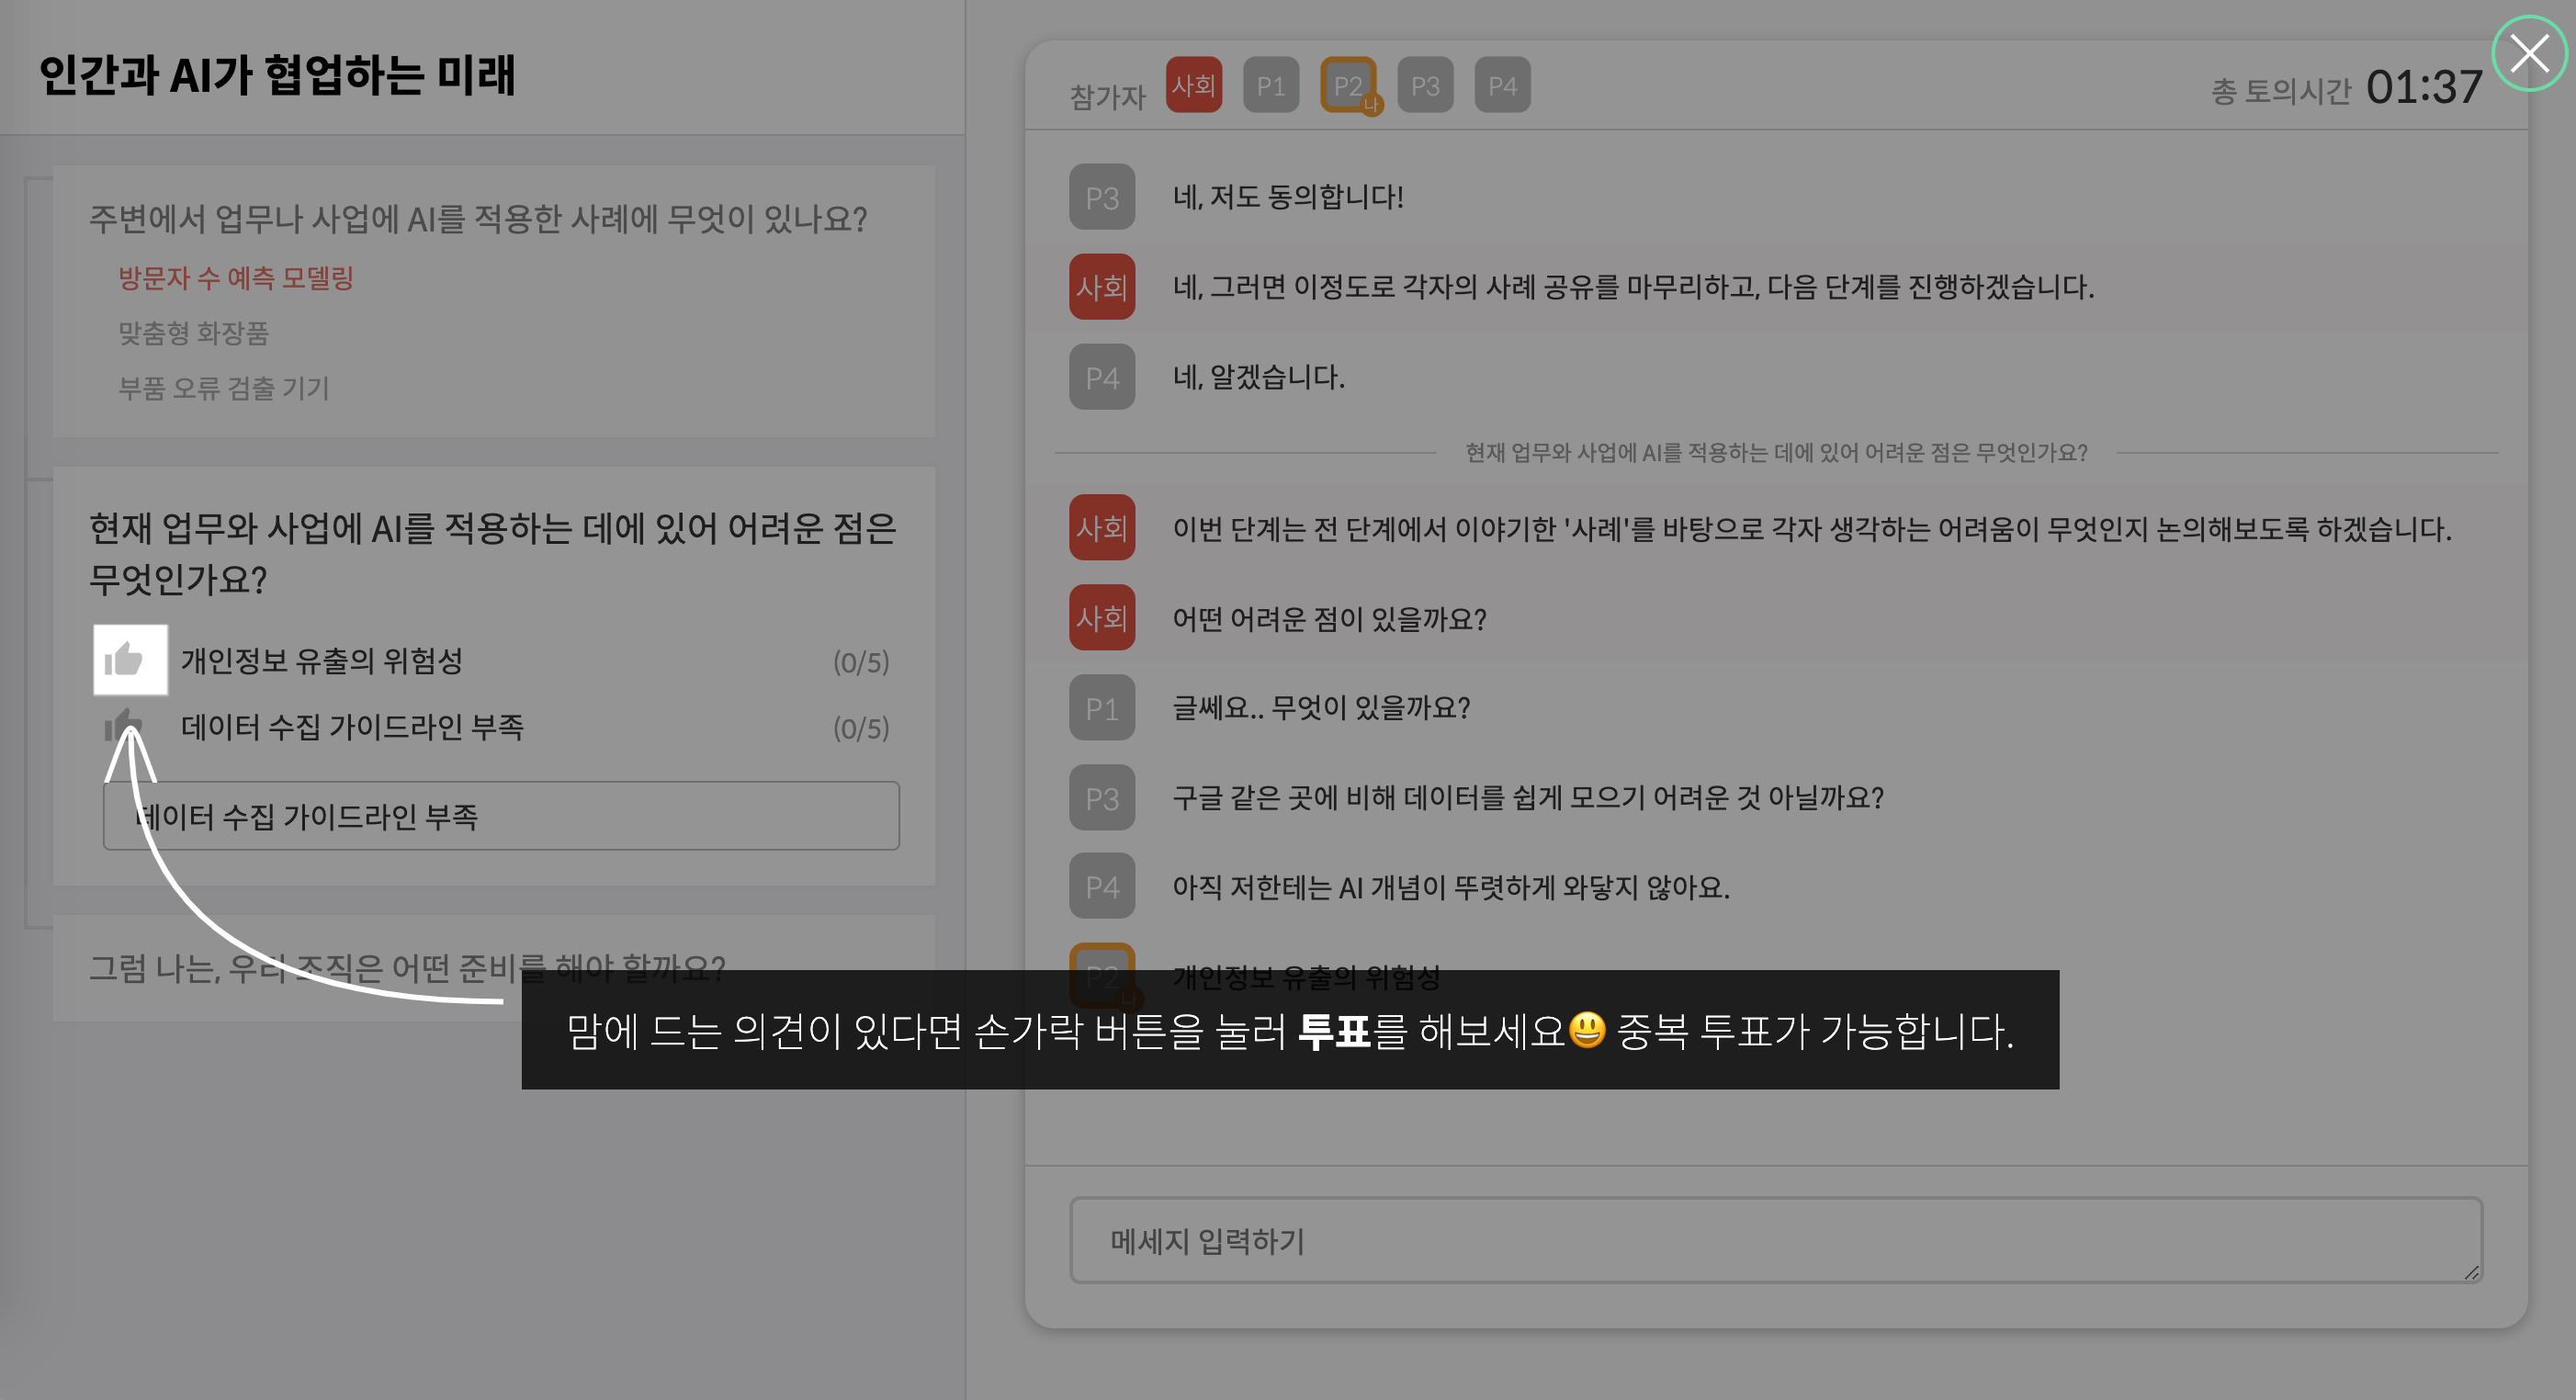 인간과 AI가 협업하는 미래
주변에서 업무나 사업에 AI를 적용한 사례에 무엇이 있나요?
방문자 수 예측 모델링
맞춤형 화장품
부품 오류 검출 기기
현재 업무와 사업에 AI를 적용하는 데에 있어 어려운 점은
무엇인가요?
개인정보 유출의 위험성 (0/5)
데이터 수집 가이드라인 부족 (0/5)
데이터 수집 가이드라인 부족
그럼 나는, 우리 조직은 어떤 준비를 해야 할까요?
참가자 사회 P1 P2 나 P3 P4 총 토의시간 01:37
P3 네, 저도 동의합니다!
사회 네, 그러면 이정도로 각자의 사례 공유를 마무리하고, 다음 단계를 진행하겠습니다.
P4 네, 알겠습니다.
현재 업무와 사업에 AI를 적용하는 데에 있어 어려운 점은 무엇인가요?
사회 이번 단계는 전 단계에서 이야기한 '사례'를 바탕으로 각자 생각하는 어려움이 무엇인지 논의해보도록 하겠습니다.
사회 어떤 어려운 점이 있을까요?
P1 글쎄요.. 무엇이 있을까요?
P3 구글 같은 곳에 비해 데이터를 쉽게 모으기 어려운 것 아닐까요?
P4 아직 저한테는 AI 개념이 뚜렷하게 와닿지 않아요.
P2 나 개인정보 유출의 위험성
맘에 드는 의견이 있다면 손가락 버튼을 눌러 투표를 해보세요😃 중복 투표가 가능합니다.
메세지 입력하기